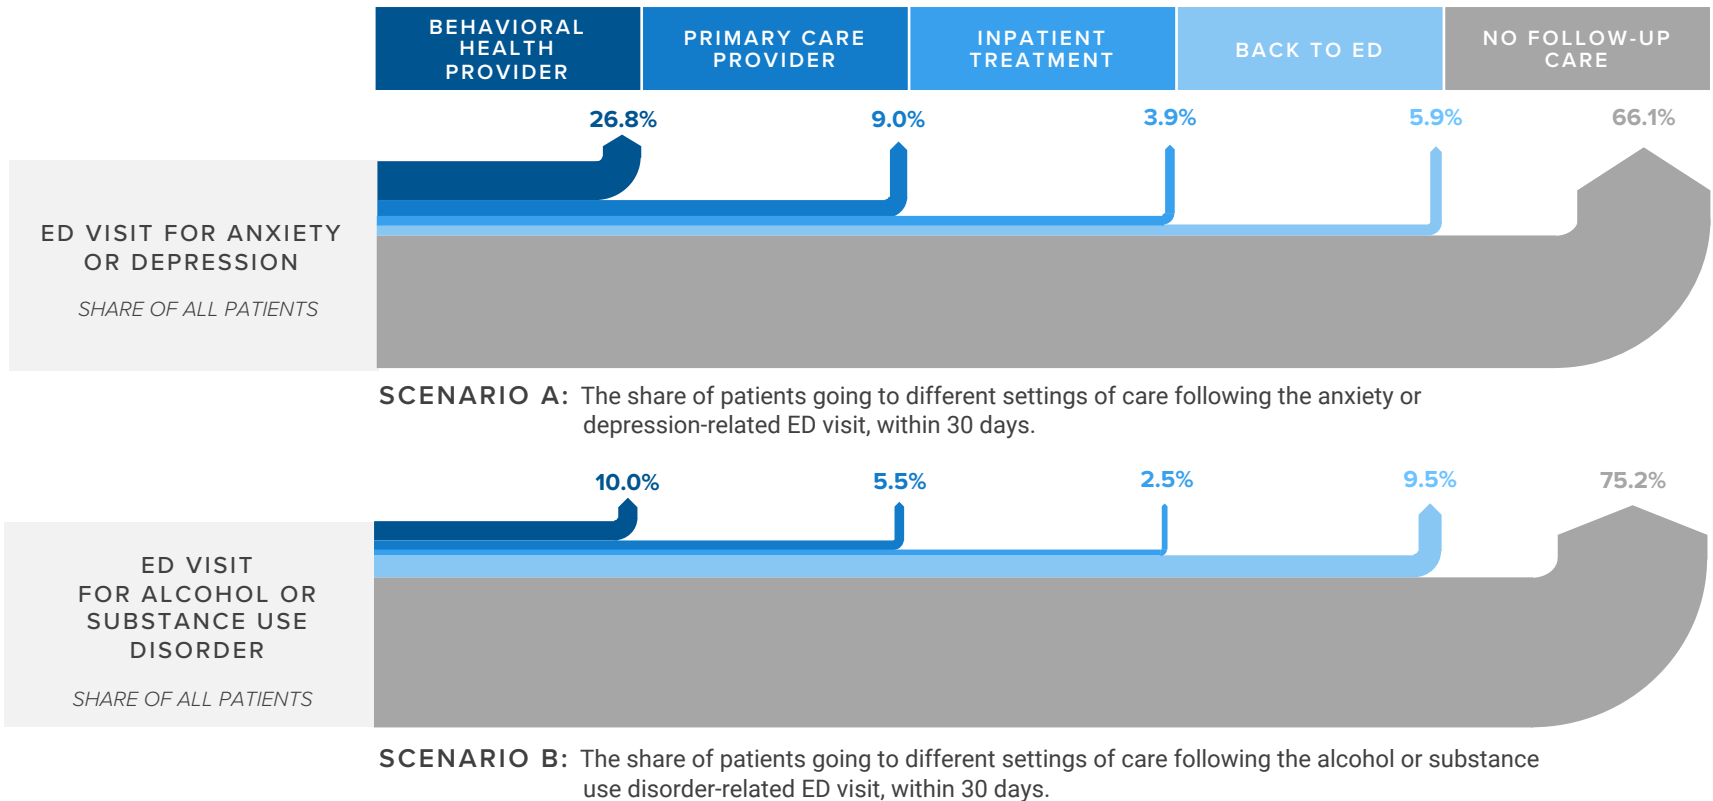 BEHAVIORAL
HEALTH
PROVIDER
PRIMARY CARE
PROVIDER
INPATIENT
TREATMENT
BACK TO ED
NO FOLLOW-UP
CARE
26.8%
9.0%
3.9%
5.9%
66.1%
ED VISIT FOR ANXIETY
OR DEPRESSION
SHARE OF ALL PATIENTS
SCENARIO A: The share of patients going to different settings of care following the anxiety or
depression-related ED visit, within 30 days.
10.0%
5.5%
2.5%
9.5%
75.2%
ED VISIT
FOR ALCOHOL OR
SUBSTANCE USE
DISORDER
SHARE OF ALL PATIENTS
SCENARIO B: The share of patients going to different settings of care following the alcohol or substance
use disorder-related ED visit, within 30 days.